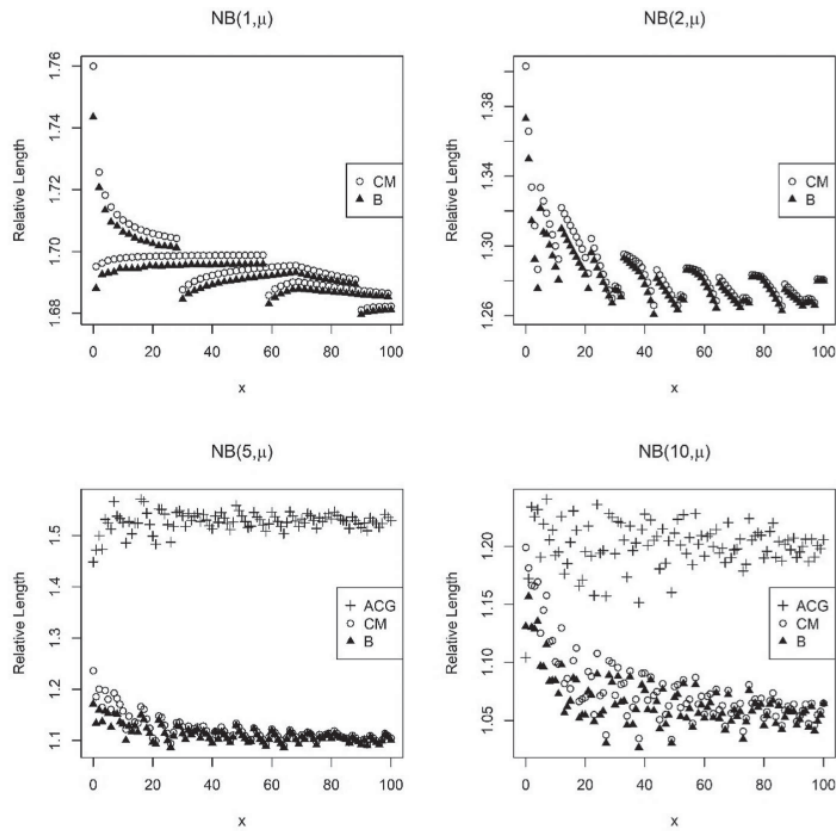 NB(1,μ)
Relative Length
1.76
1.74
1.72
1.70
1.68
CM
B
0 20 40 60 80 100
x
NB(2,μ)
Relative Length
1.38
1.34
1.30
1.26
CM
B
0 20 40 60 80 100
x
NB(5,μ)
Relative Length
1.5
1.4
1.3
1.2
1.1
ACG
CM
B
0 20 40 60 80 100
x
NB(10,μ)
Relative Length
1.20
1.15
1.10
1.05
ACG
CM
B
0 20 40 60 80 100
x